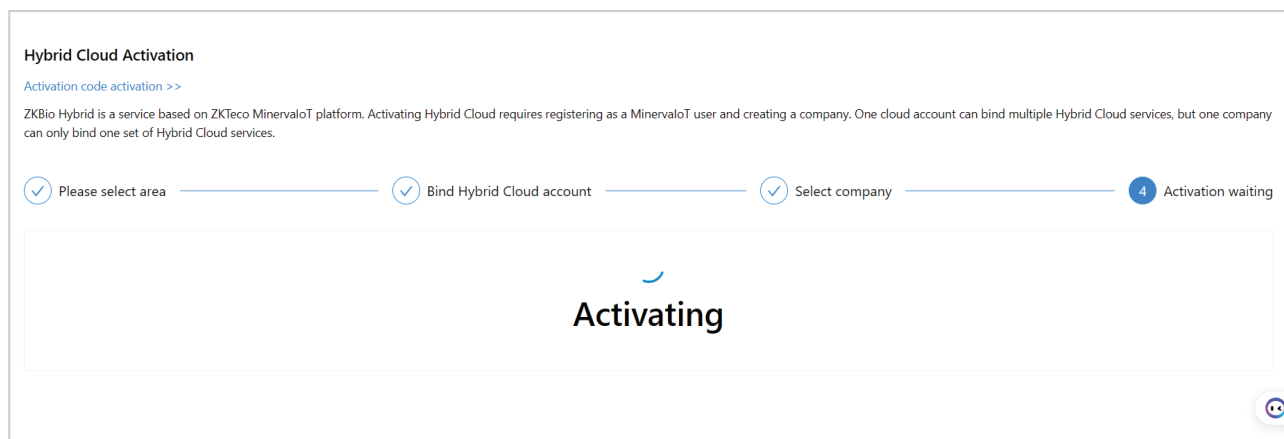 Hybrid Cloud Activation
Activation code activation >>
ZKBio Hybrid is a service based on ZKTeco MinervaIoT platform. Activating Hybrid Cloud requires registering as a MinervaIoT user and creating a company. One cloud account can bind multiple Hybrid Cloud services, but one company
can only bind one set of Hybrid Cloud services.
Please select area Bind Hybrid Cloud account Select company 4 Activation waiting
Activating